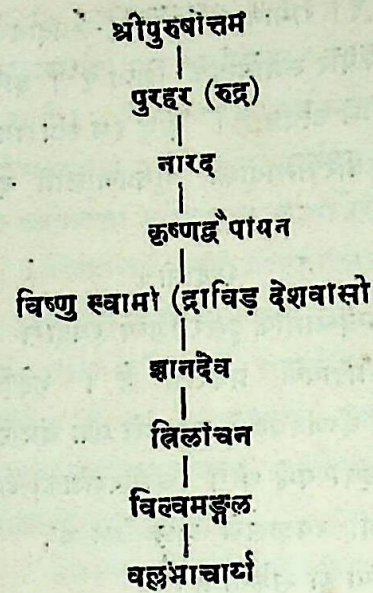 श्रीपुरुषोत्तम
पुरहर (रुद्र)
नारद
कृष्णद्वैपायन
विष्णु स्वामी (द्राविड़ देशवासी
ज्ञानदेव
त्रिलोचन
विल्वमङ्गल
वल्लभाचार्य्य